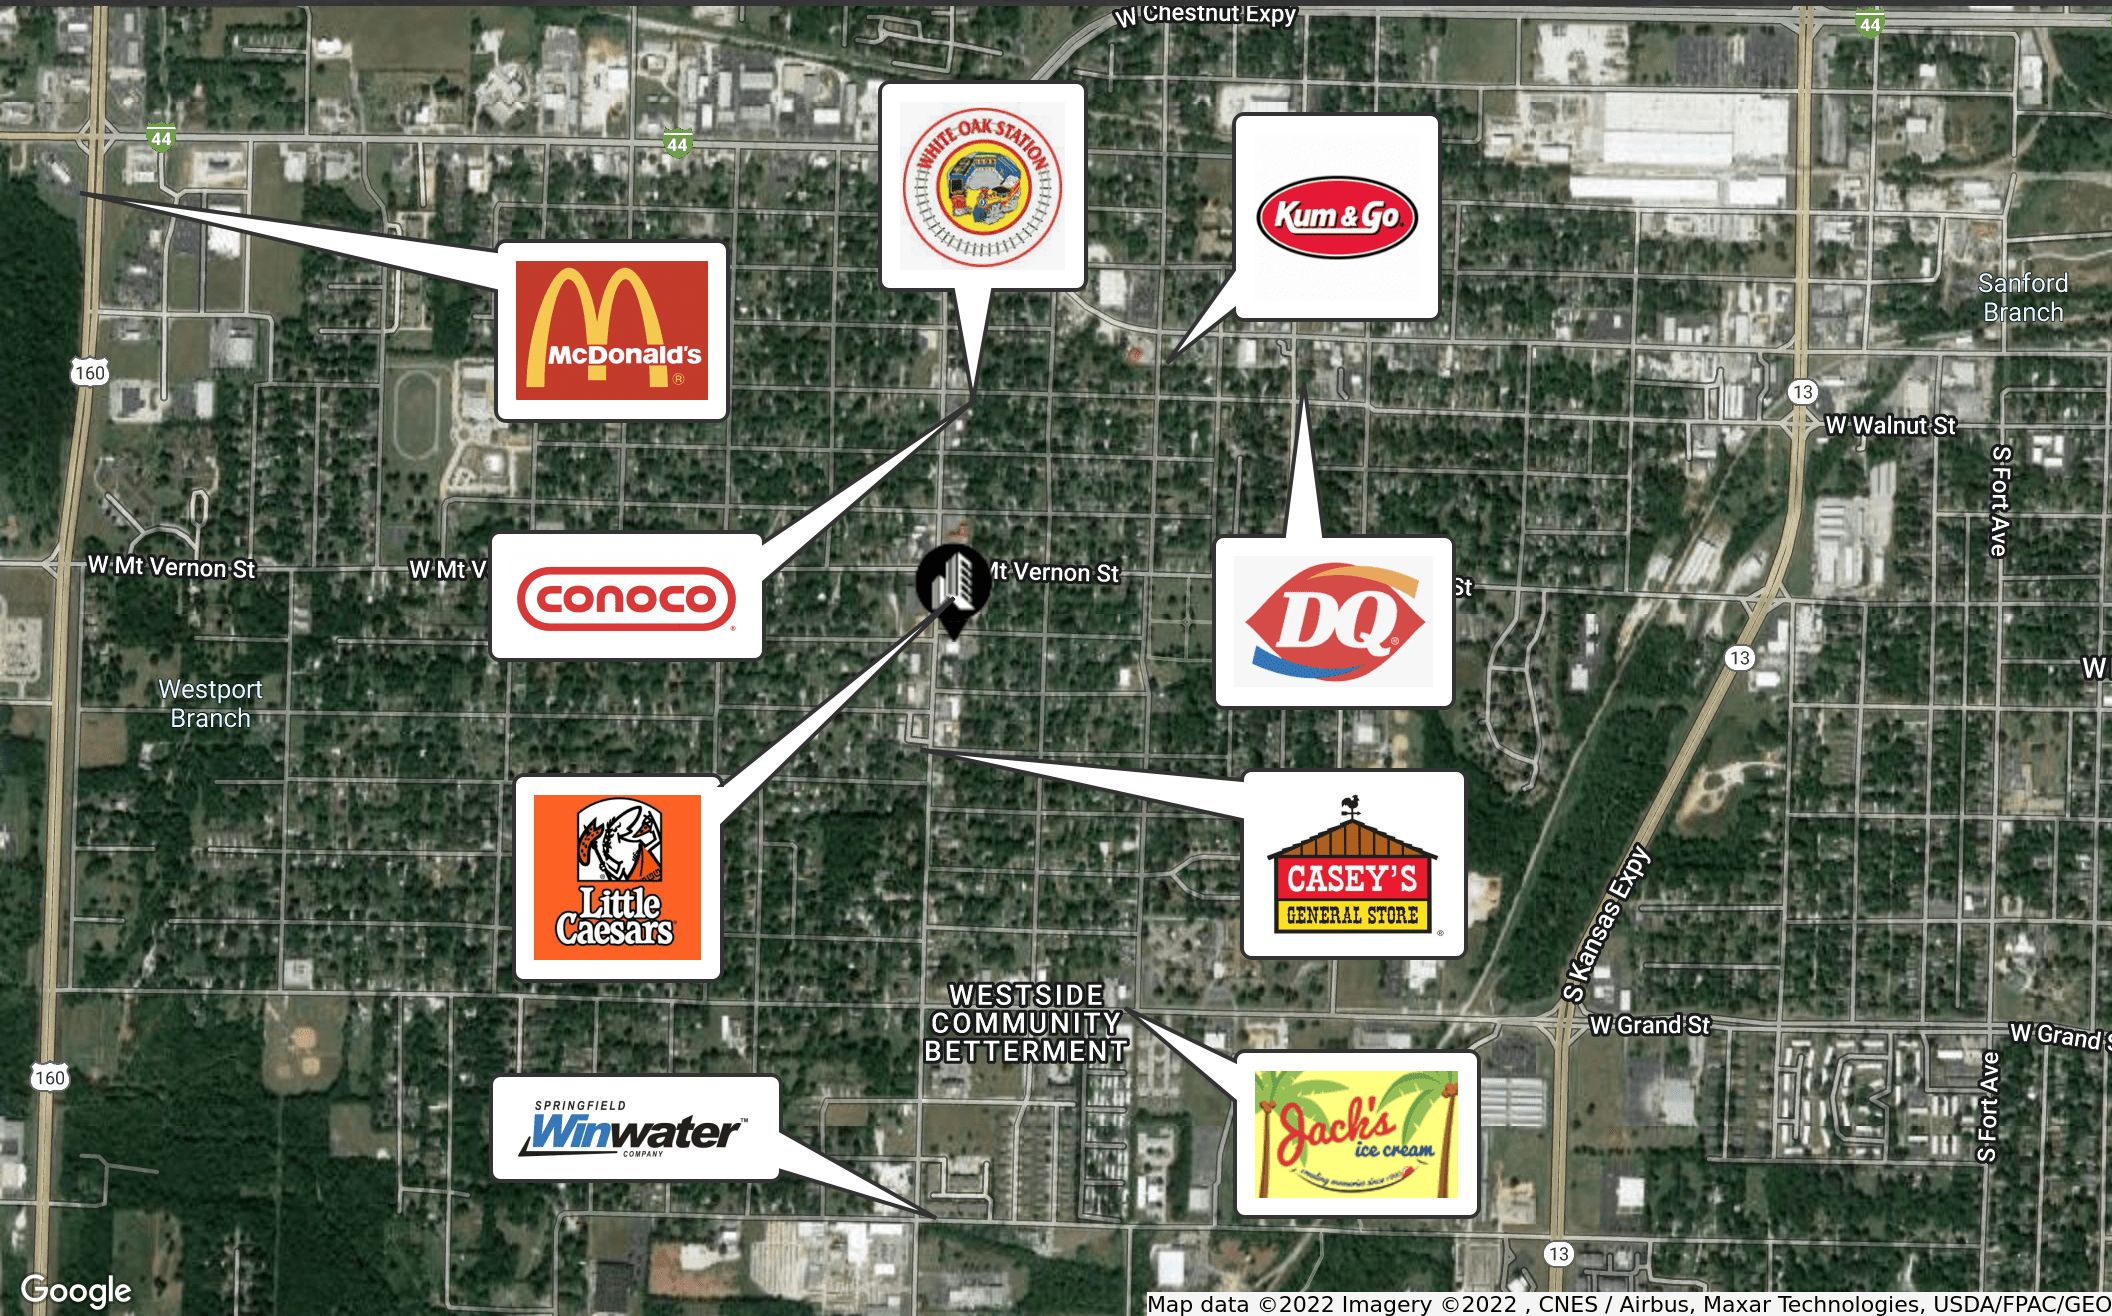 W Chestnut Expy
44
44
44
WHITE OAK STATION
Kum & Go
McDonald's
®
Sanford
Branch
160
13
W Walnut St
S Fort Ave
W Mt Vernon St
W Mt V
Mt Vernon St
St
conoco
®
DQ
®
13
W
Westport
Branch
Little
Caesars
CASEY'S
GENERAL STORE
®
S Kansas Expy
WESTSIDE
COMMUNITY
BETTERMENT
W Grand St
W Grand S
160
S Fort Ave
SPRINGFIELD
Winwater™
COMPANY
Jack's
ice cream
13
Google
Map data ©2022 Imagery ©2022 , CNES / Airbus, Maxar Technologies, USDA/FPAC/GEO